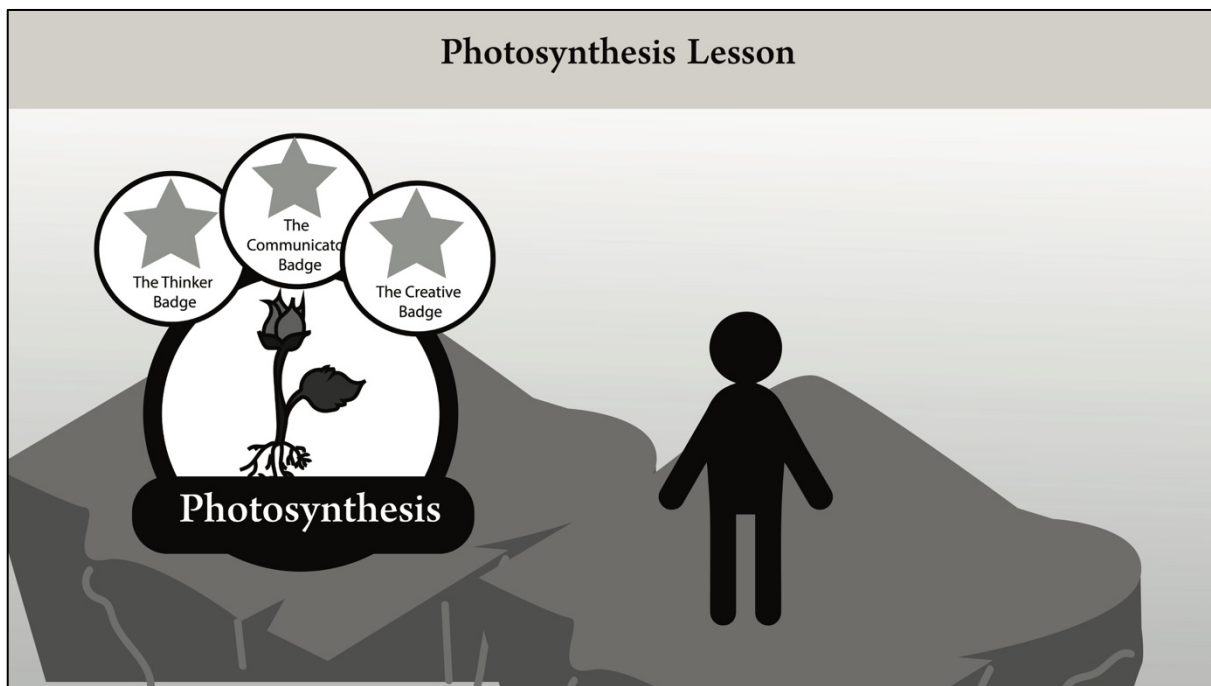 Photosynthesis Lesson
The Thinker
Badge
The
Communicato
Badge
The Creative
Badge
Photosynthesis